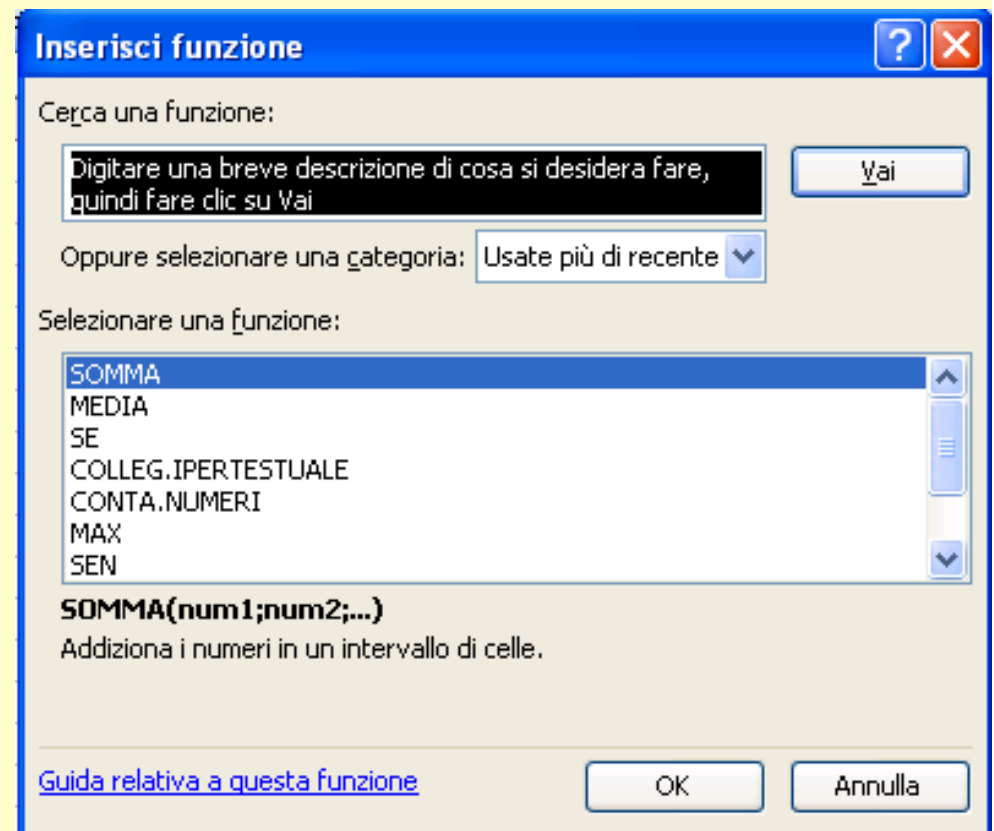 Inserisci funzione
Cerca una funzione:
Digitare una breve descrizione di cosa si desidera fare,
quindi fare clic su Vai
Vai
Oppure selezionare una categoria: Usate più di recente
Selezionare una funzione:
SOMMA
MEDIA
SE
COLLEG.IPERTESTUALE
CONTA.NUMERI
MAX
SEN
SOMMA(num1;num2;...)
Addiziona i numeri in un intervallo di celle.
Guida relativa a questa funzione
OK
Annulla